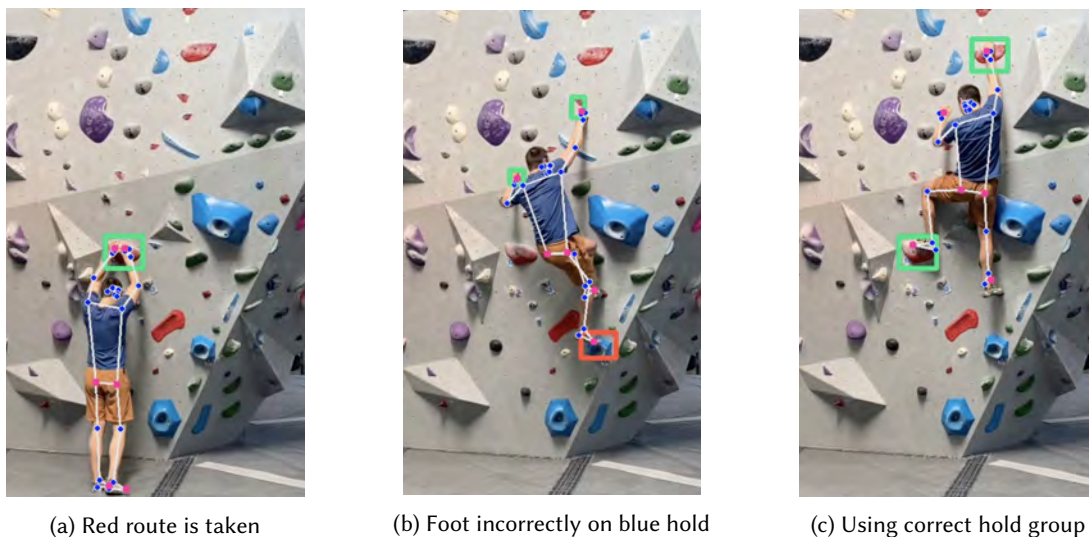 (a) Red route is taken
(b) Foot incorrectly on blue hold
(c) Using correct hold group